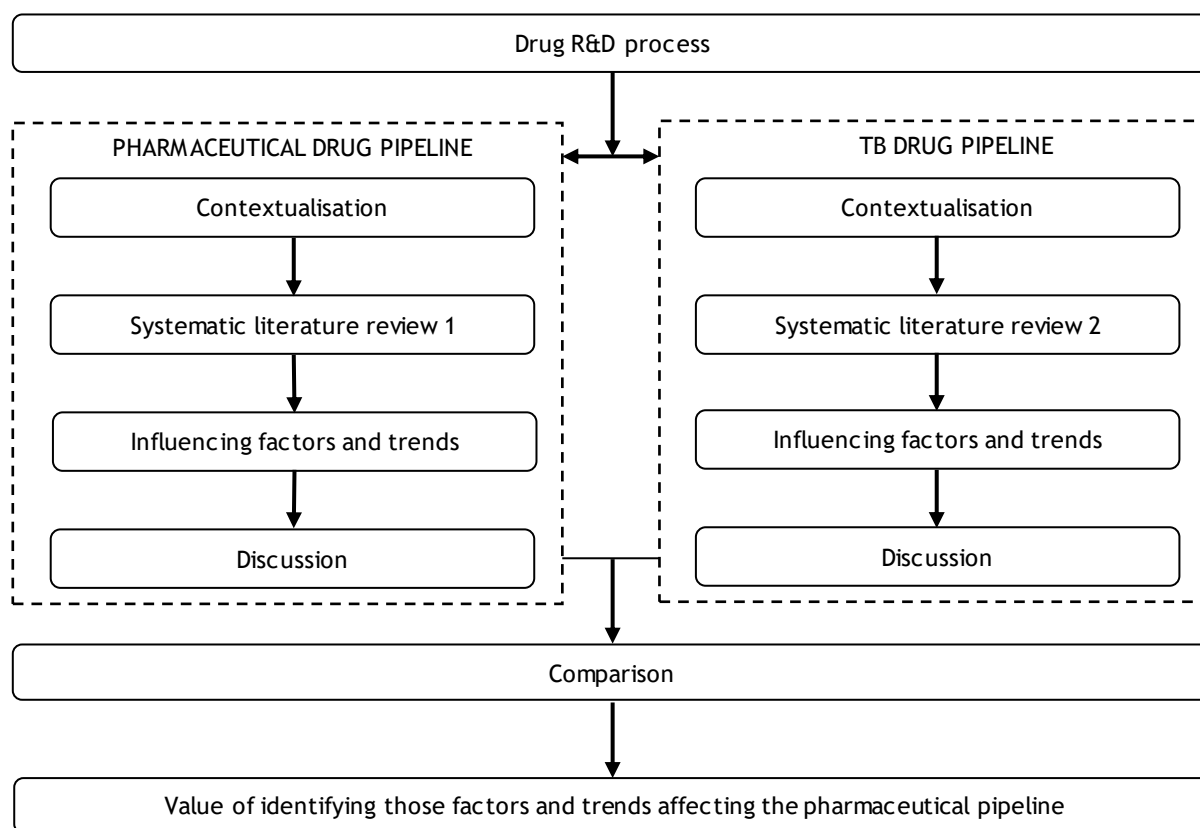 Drug R&D process
PHARMACEUTICAL DRUG PIPELINE
Contextualisation
Systematic literature review 1
Influencing factors and trends
Discussion
TB DRUG PIPELINE
Contextualisation
Systematic literature review 2
Influencing factors and trends
Discussion
Comparison
Value of identifying those factors and trends affecting the pharmaceutical pipeline